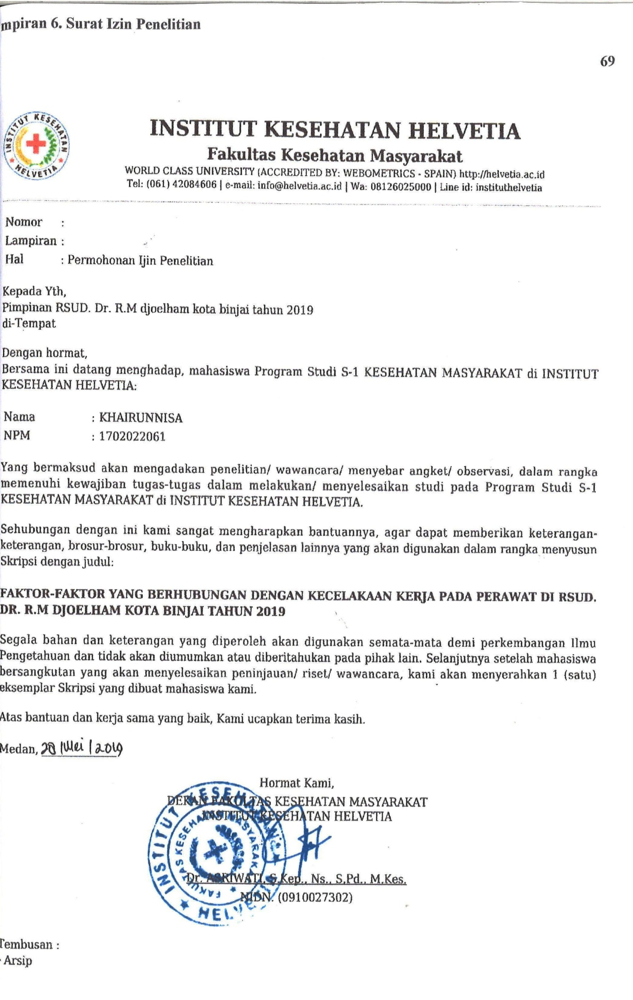 mpiran 6. Surat Izin Penelitian
69
INSTITUT KESEHATAN
HELVETIA
INSTITUT KESEHATAN HELVETIA
Fakultas Kesehatan Masyarakat
WORLD CLASS UNIVERSITY (ACCREDITED BY: WEBOMETRICS - SPAIN) http://helvetia.ac.id
Tel: (061) 42084606 | e-mail: info@helvetia.ac.id | Wa: 08126025000 | Line id: instituthelvetia
Nomor :
Lampiran :
Hal : Permohonan Ijin Penelitian
Kepada Yth,
Pimpinan RSUD. Dr. R.M djoelham kota binjai tahun 2019
di-Tempat
Dengan hormat,
Bersama ini datang menghadap, mahasiswa Program Studi S-1 KESEHATAN MASYARAKAT di INSTITUT
KESEHATAN HELVETIA:
Nama : KHAIRUNNISA
NPM : 1702022061
Yang bermaksud akan mengadakan penelitian/ wawancara/ menyebar angket/ observasi, dalam rangka
memenuhi kewajiban tugas-tugas dalam melakukan/ menyelesaikan studi pada Program Studi S-1
KESEHATAN MASYARAKAT di INSTITUT KESEHATAN HELVETIA.
Sehubungan dengan ini kami sangat mengharapkan bantuannya, agar dapat memberikan keterangan-
keterangan, brosur-brosur, buku-buku, dan penjelasan lainnya yang akan digunakan dalam rangka menyusun
Skripsi dengan judul:
FAKTOR-FAKTOR YANG BERHUBUNGAN DENGAN KECELAKAAN KERJA PADA PERAWAT DI RSUD.
DR. R.M DJOELHAM KOTA BINJAI TAHUN 2019
Segala bahan dan keterangan yang diperoleh akan digunakan semata-mata demi perkembangan Ilmu
Pengetahuan dan tidak akan diumumkan atau diberitahukan pada pihak lain. Selanjutnya setelah mahasiswa
bersangkutan yang akan menyelesaikan peninjauan/ riset/ wawancara, kami akan menyerahkan 1 (satu)
eksemplar Skripsi yang dibuat mahasiswa kami.
Atas bantuan dan kerja sama yang baik, Kami ucapkan terima kasih.
Medan, 28 / Mei / 2019
Hormat Kami,
DEKAN FAKULTAS KESEHATAN MASYARAKAT
INSTITUT KESEHATAN HELVETIA
INSTITUT KESEHATAN
HELVETIA
FAKULTAS KESEHATAN MASYARAKAT
Dr. ASRIWATI, S.Kep., Ns., S.Pd., M.Kes.
NIDN. (0910027302)
Tembusan :
- Arsip